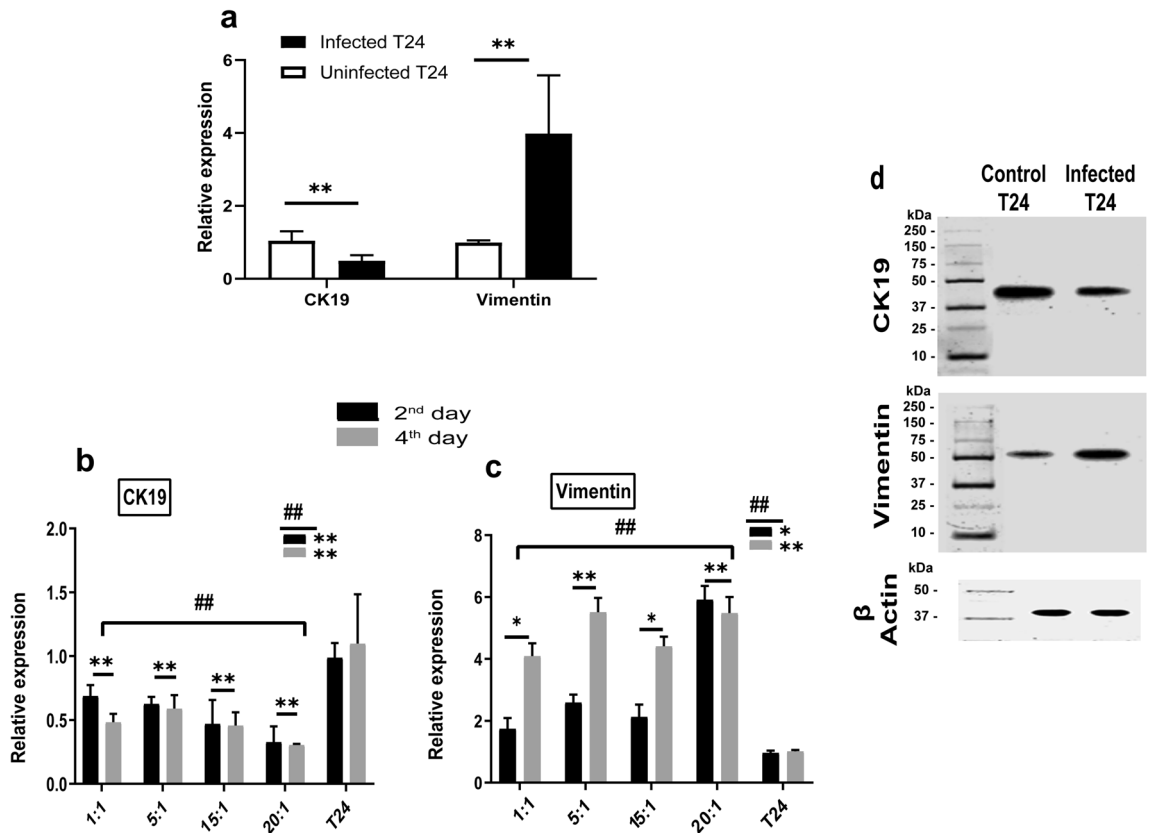 a
Infected T24
Uninfected T24
**
**
Relative expression
6
4
2
0
CK19
Vimentin
2nd day
4th day
b
CK19
##
**
**
##
**
**
**
**
Relative expression
2.0
1.5
1.0
0.5
0.0
1:1
5:1
15:1
20:1
T24
c
Vimentin
##
*
**
##
*
**
*
**
Relative expression
8
6
4
2
0
1:1
5:1
15:1
20:1
T24
d
Control T24
Infected T24
kDa
CK19
250 -
150 -
75 -
50 -
37 -
25 -
10 -
kDa
Vimentin
250 -
150 -
75 -
50 -
37 -
25 -
10 -
kDa
β Actin
50 -
37 -